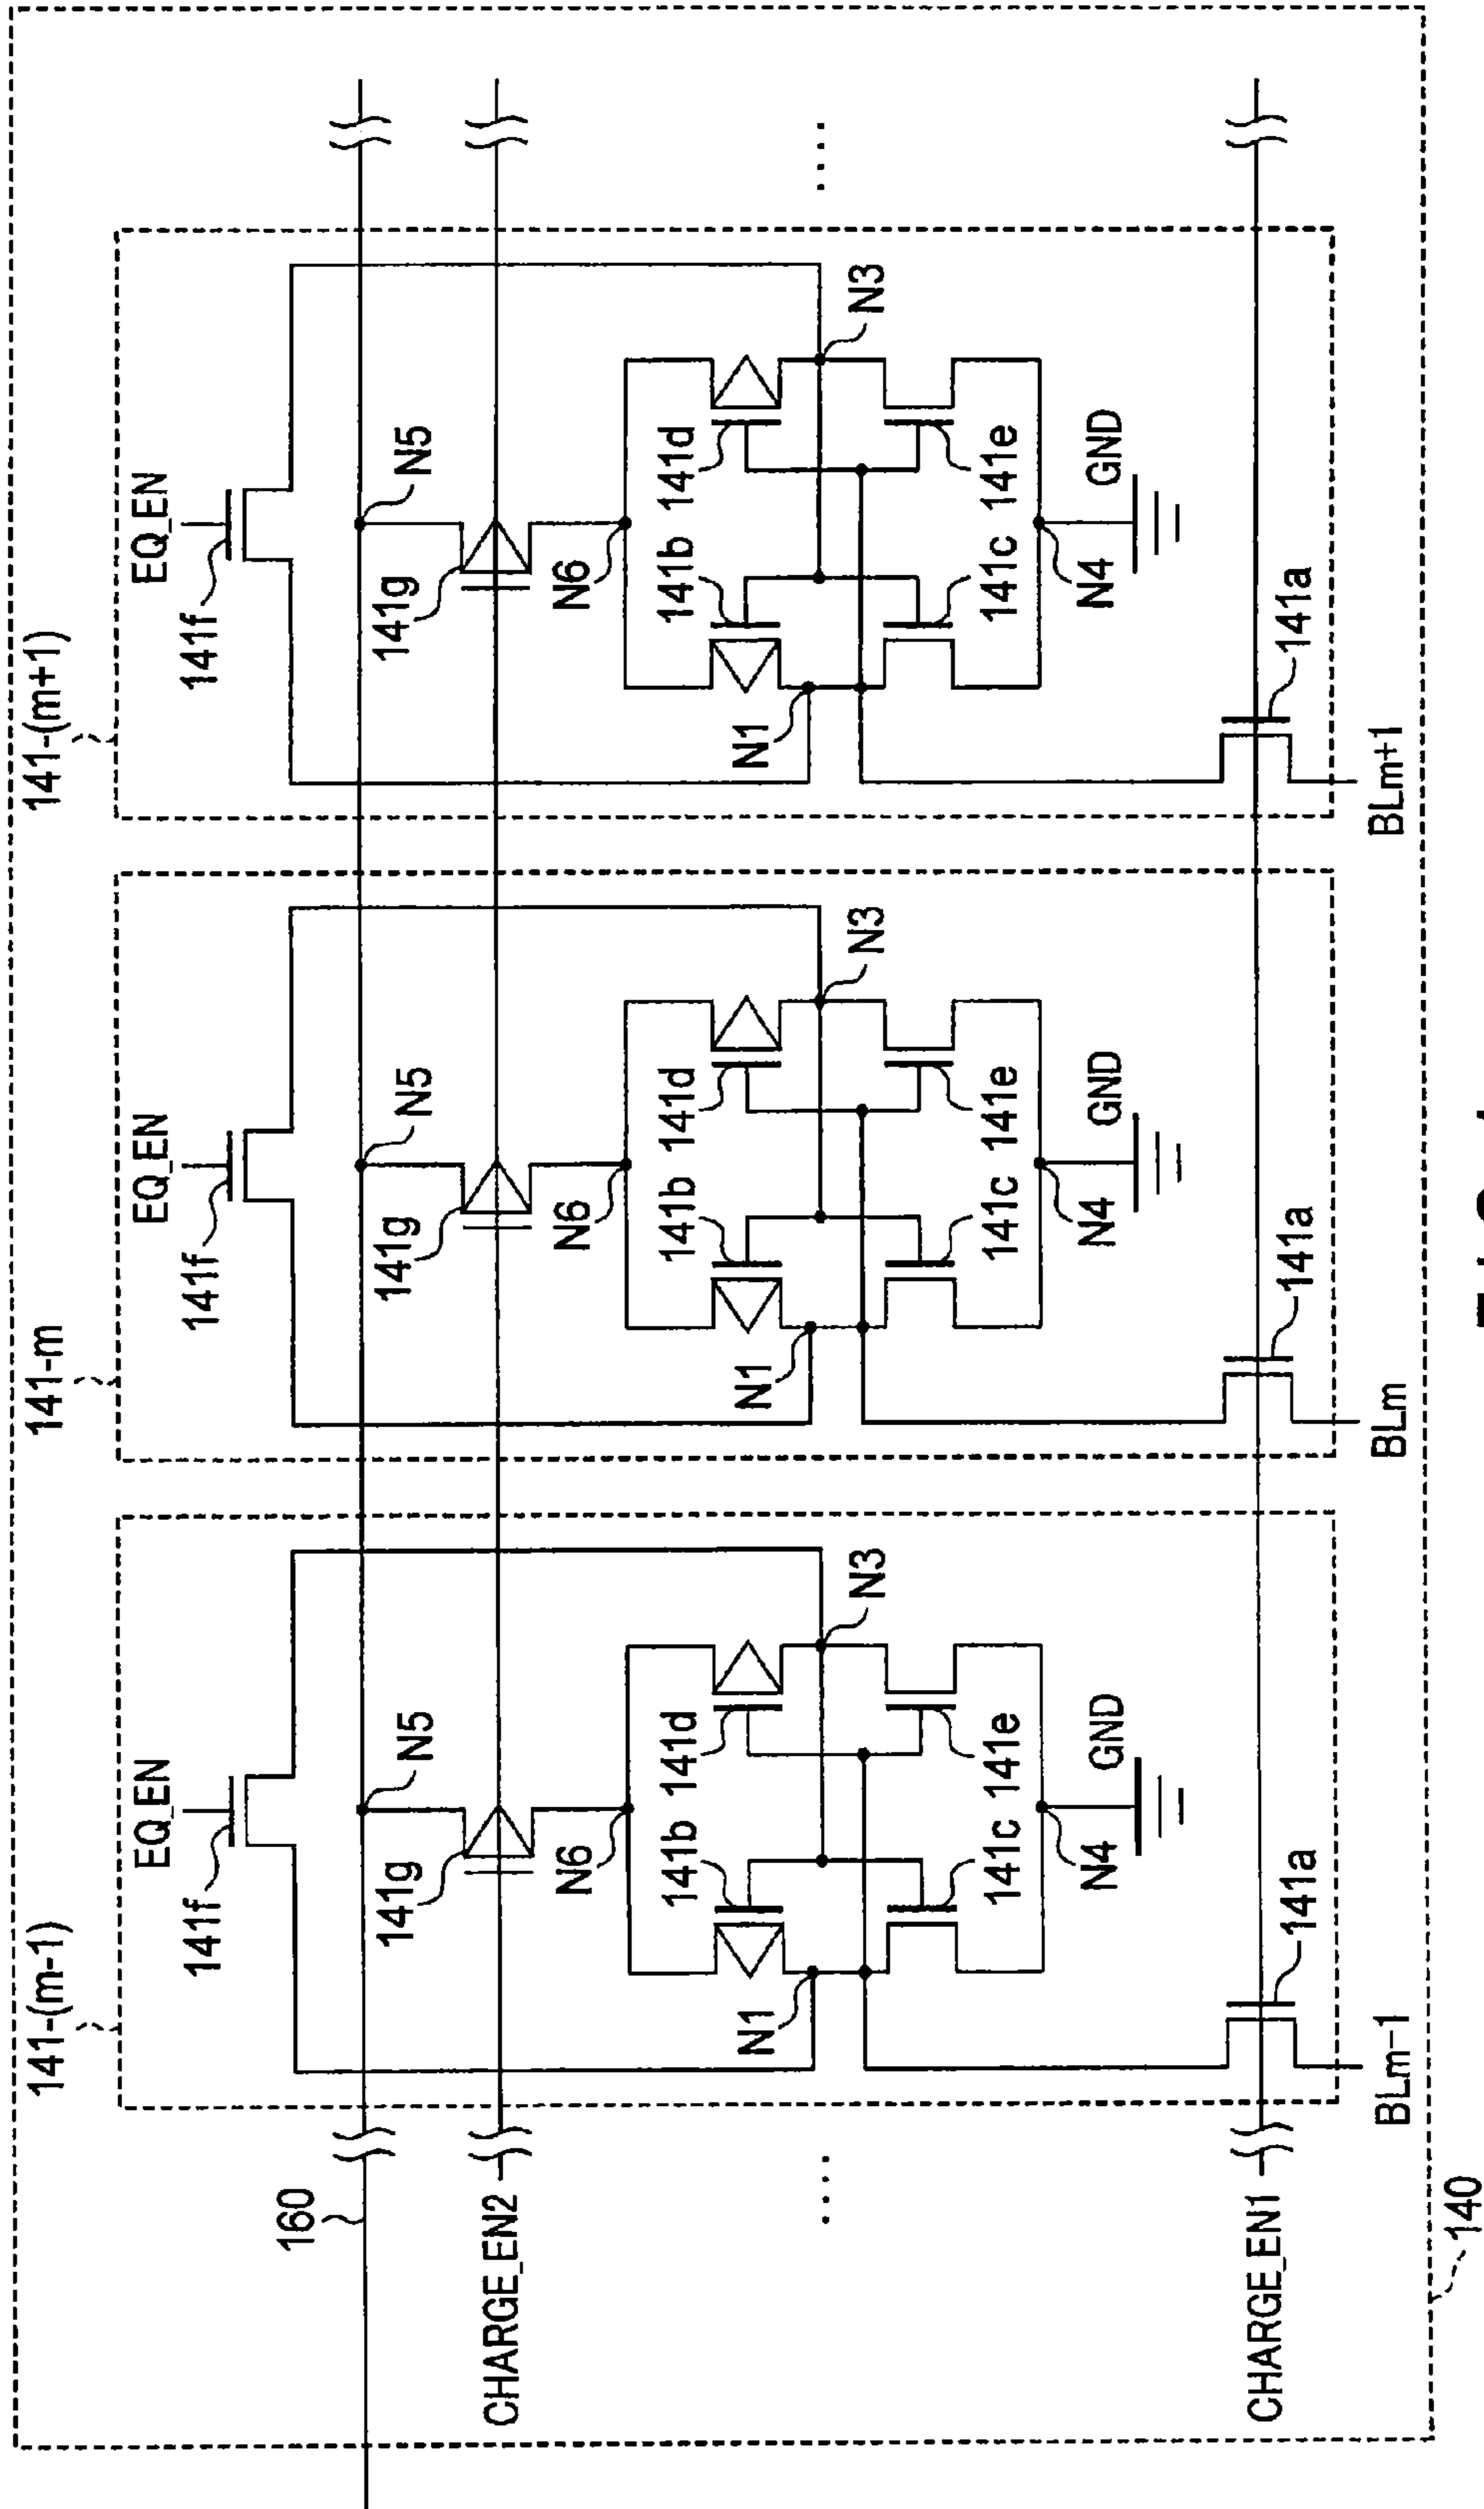 141-(m-1)
141-m
141-(m+1)
160
CHARGE_EN2
CHARGE_EN1
EQ_EN
141f
N5
141g
N6
141b 141d
N1
N3
141c 141e
N4
GND
141a
BLm-1
EQ_EN
141f
N5
141g
N6
141b 141d
N1
N3
141c 141e
N4
GND
141a
BLm
EQ_EN
141f
N5
141g
N6
141b 141d
N1
N3
141c 141e
N4
GND
141a
BLm+1
140